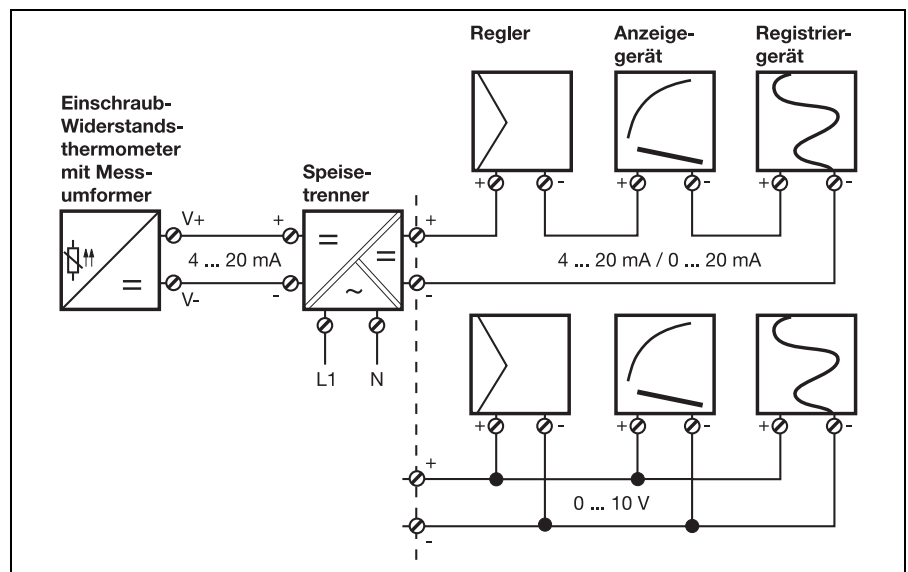 Regler
Anzeige-
gerät
Registrier-
gerät
Einschraub-
Widerstands-
thermometer
mit Mess-
umformer
Speise-
trenner
+ - + - + -
V+ + +
4 ... 20 mA
= = =
4 ... 20 mA / 0 ... 20 mA
V- - ~ -
L1 N
+ - + - + -
+
0 ... 10 V
-